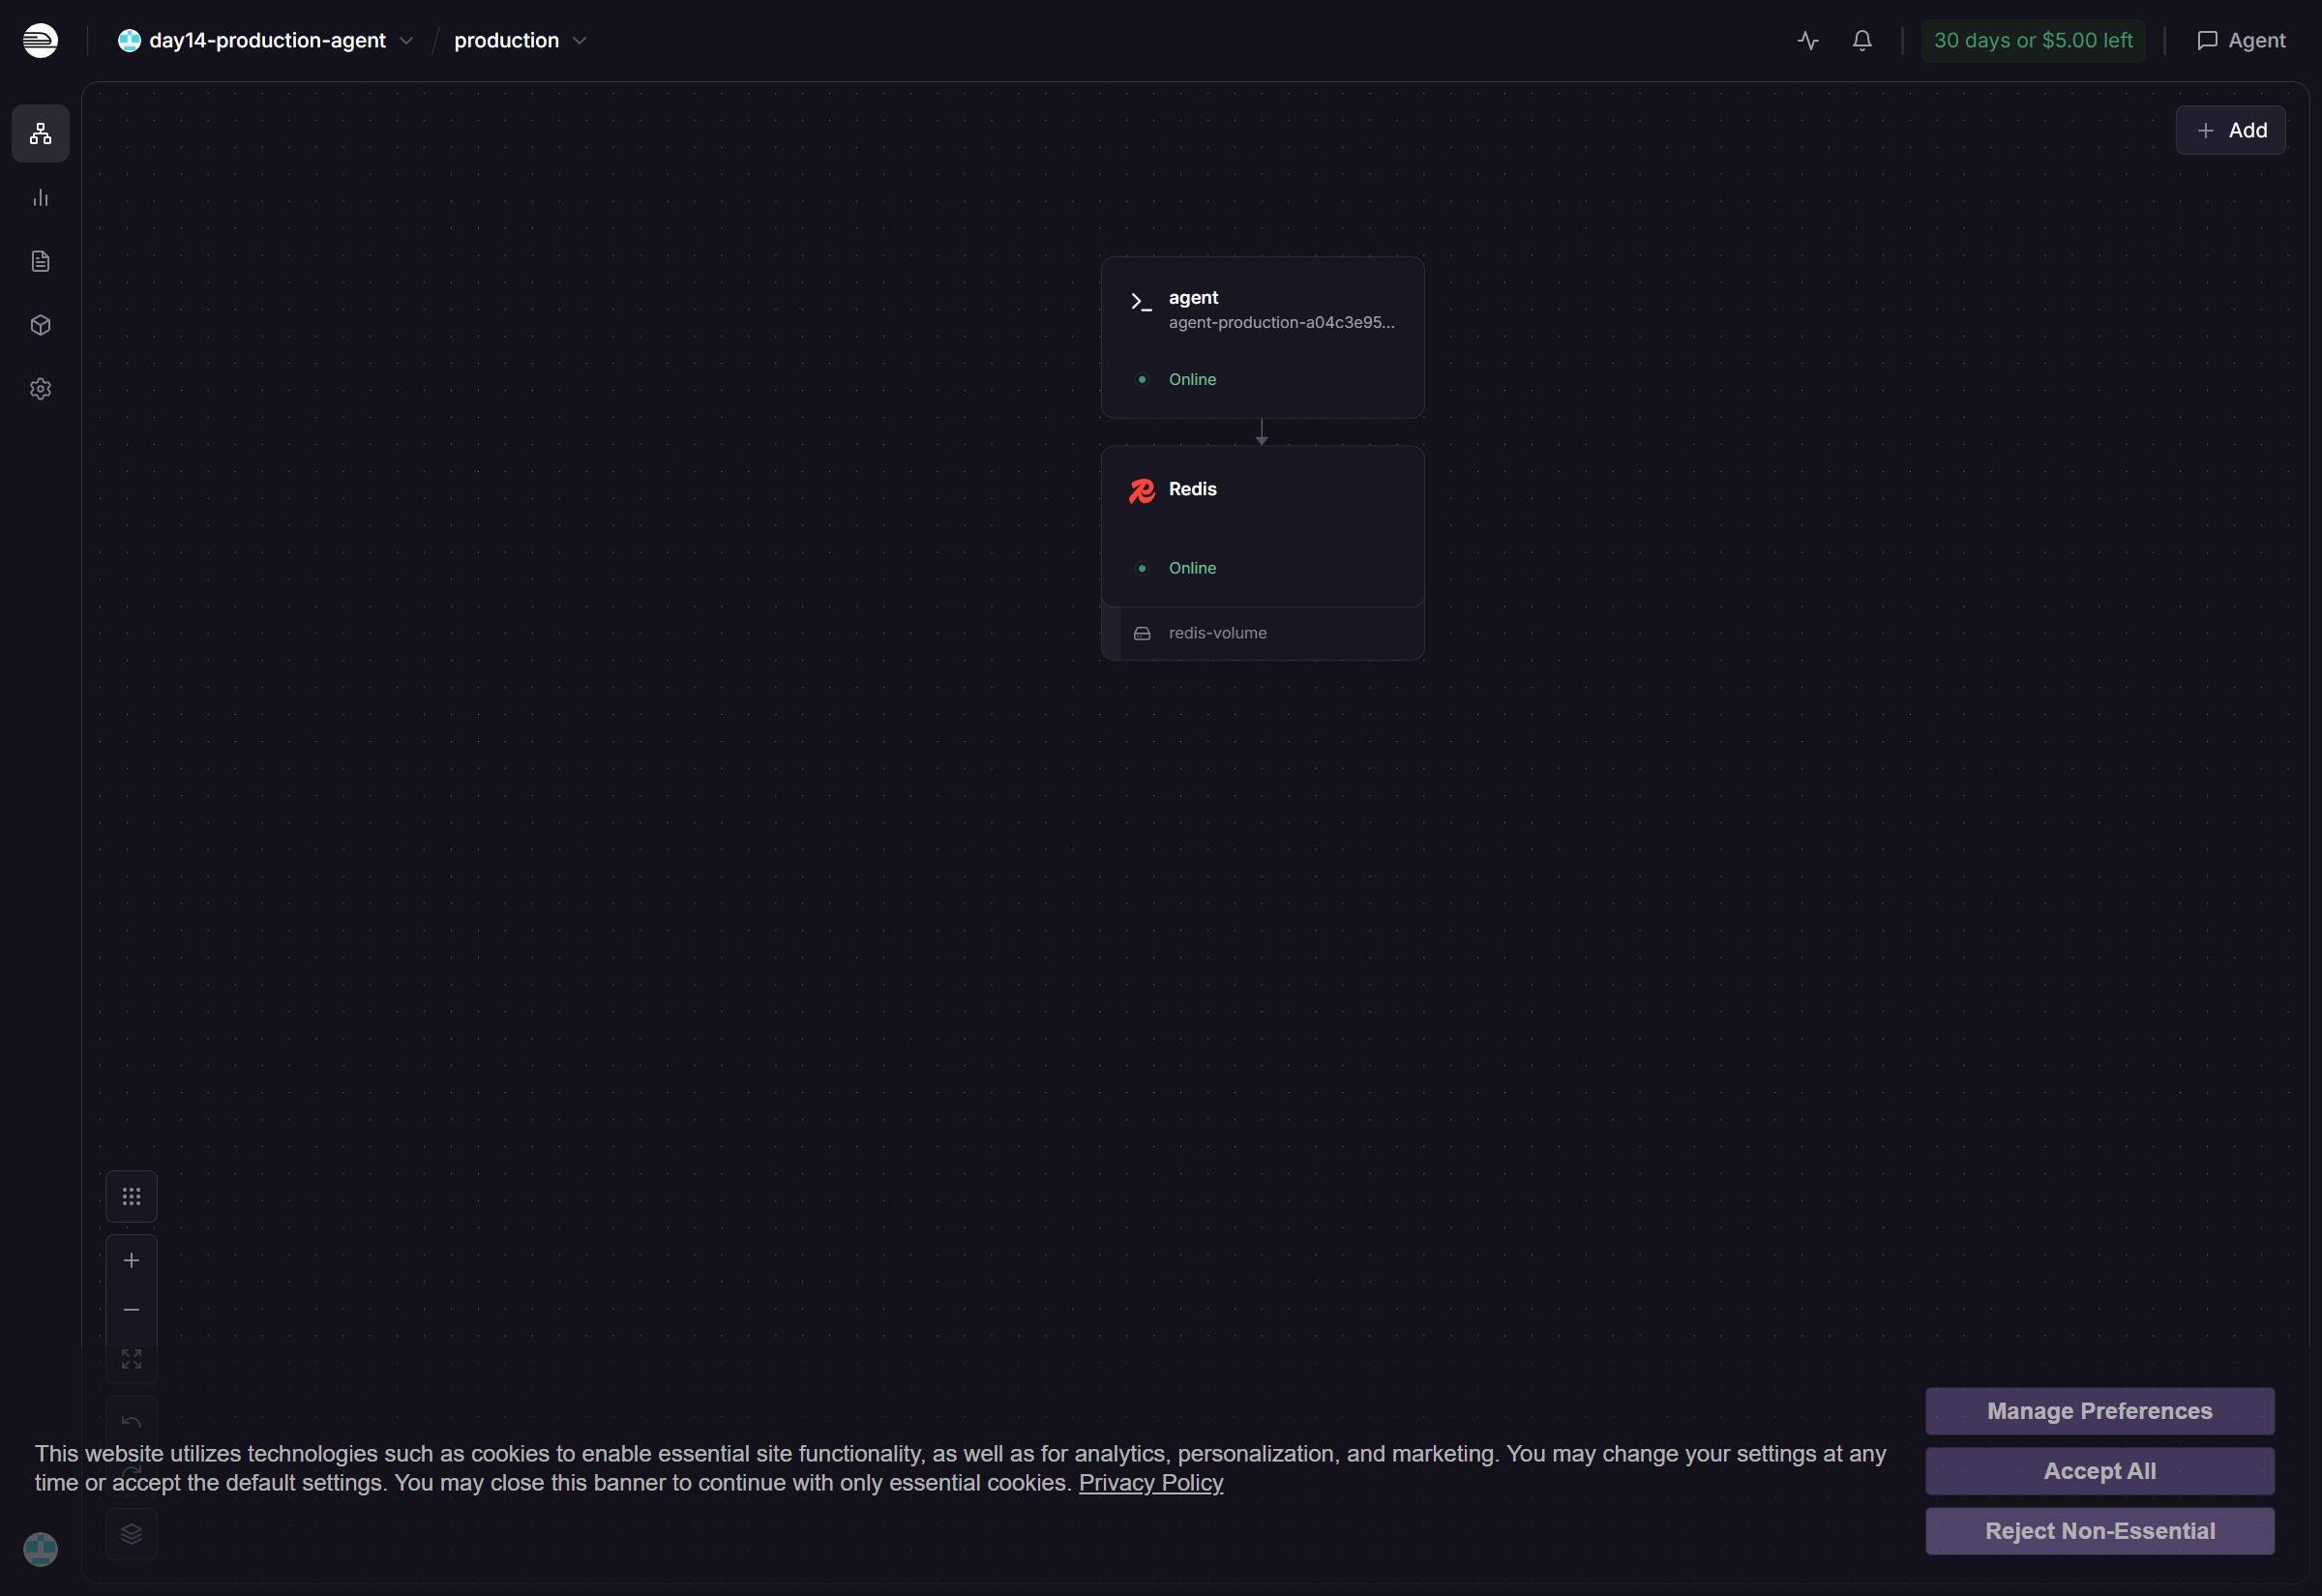 day14-production-agent
production
30 days or $5.00 left
Agent
Add
agent
agent-production-a04c3e95...
Online
Redis
Online
redis-volume
Manage Preferences
This website utilizes technologies such as cookies to enable essential site functionality, as well as for analytics, personalization, and marketing. You may change your settings at any
time or accept the default settings. You may close this banner to continue with only essential cookies. Privacy Policy
Accept All
Reject Non-Essential